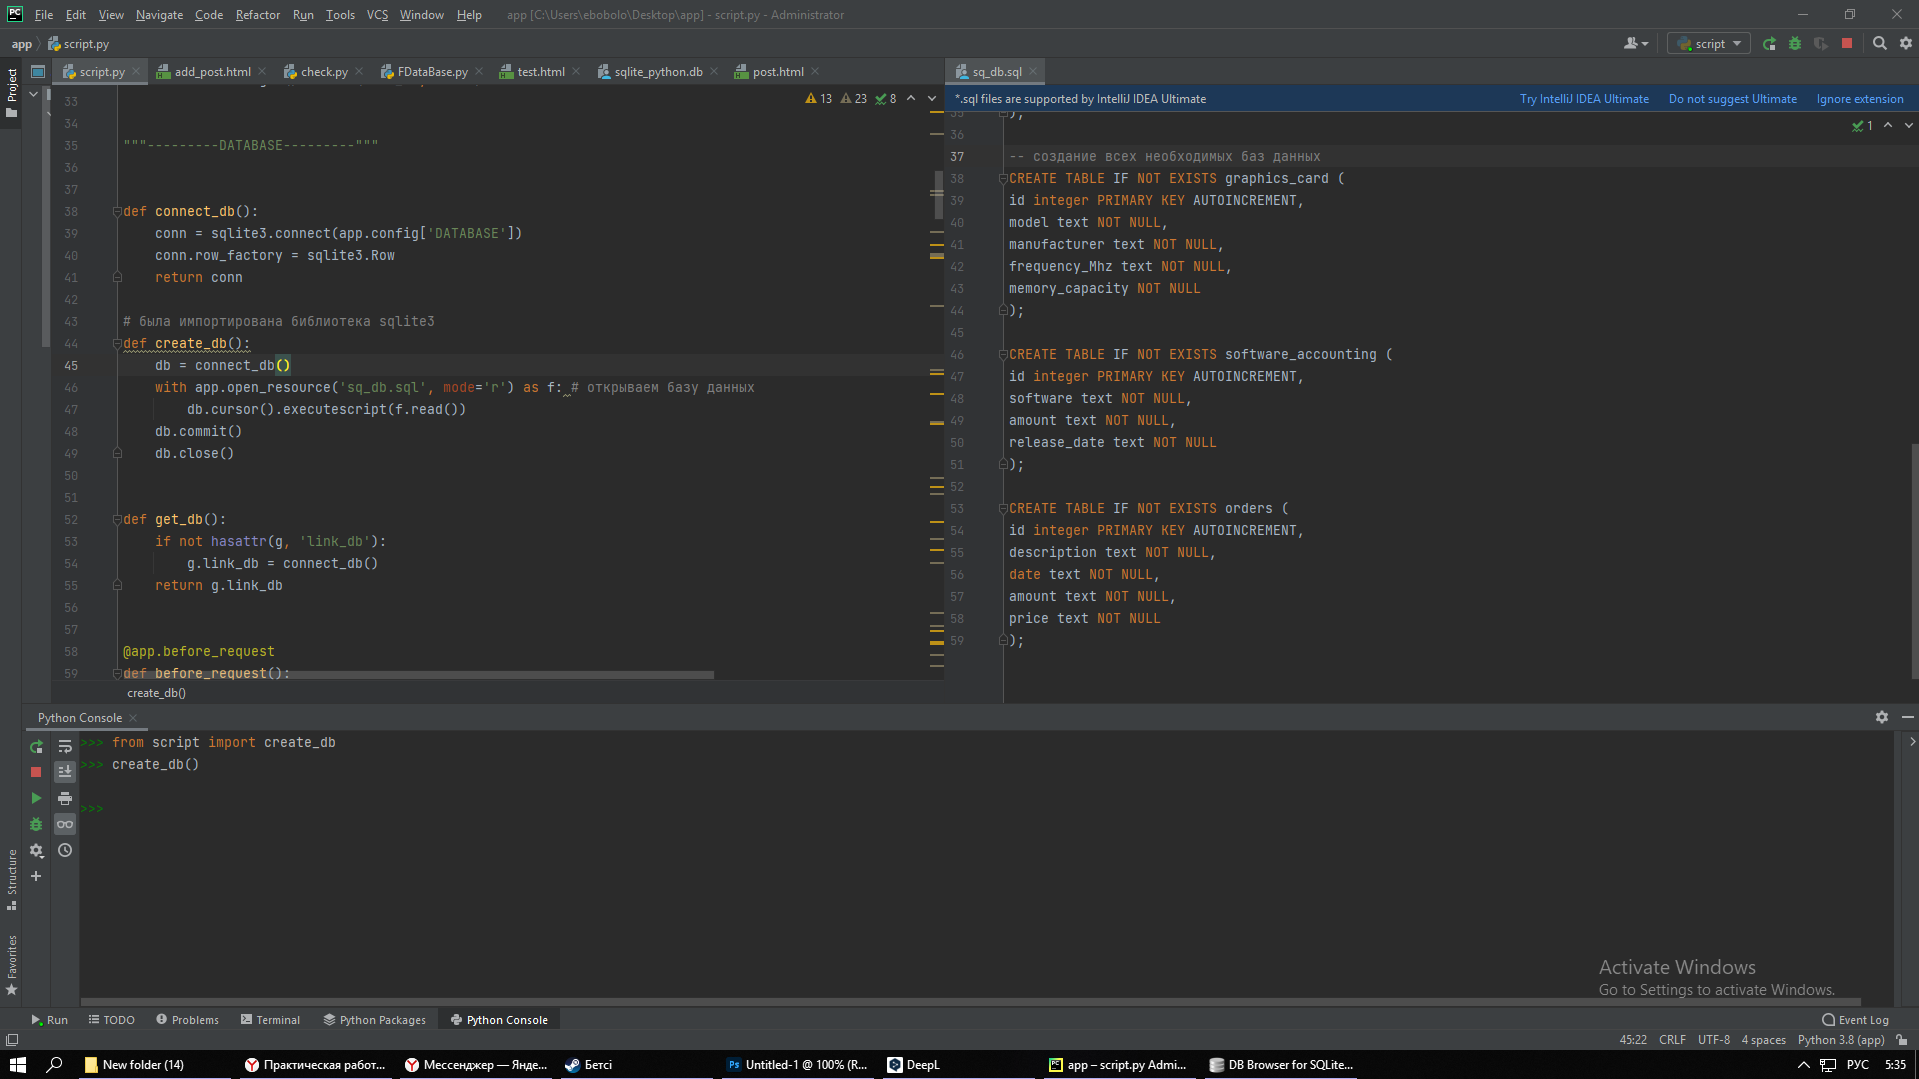 PC File Edit View Navigate Code Refactor Run Tools VCS Window Help app [C:\Users\ebobolo\Desktop\app] - script.py - Administrator
app script.py script
Project script.py add_post.html check.py FDataBase.py test.html sqlite_python.db post.html
33
34
35 """---------DATABASE---------"""
36
37
38 def connect_db():
39 conn = sqlite3.connect(app.config['DATABASE'])
40 conn.row_factory = sqlite3.Row
41 return conn
42
43 # была импортирована библиотека sqlite3
44 def create_db():
45 db = connect_db()
46 with app.open_resource('sq_db.sql', mode='r') as f: # открываем базу данных
47 db.cursor().executescript(f.read())
48 db.commit()
49 db.close()
50
51
52 def get_db():
53 if not hasattr(g, 'link_db'):
54 g.link_db = connect_db()
55 return g.link_db
56
57
58 @app.before_request
59 def before_request():
create_db()
13 23 8
sq_db.sql
*.sql files are supported by IntelliJ IDEA Ultimate Try IntelliJ IDEA Ultimate Do not suggest Ultimate Ignore extension
35 );
36
1
37 -- создание всех необходимых баз данных
38 CREATE TABLE IF NOT EXISTS graphics_card (
39 id integer PRIMARY KEY AUTOINCREMENT,
40 model text NOT NULL,
41 manufacturer text NOT NULL,
42 frequency_Mhz text NOT NULL,
43 memory_capacity NOT NULL
44 );
45
46 CREATE TABLE IF NOT EXISTS software_accounting (
47 id integer PRIMARY KEY AUTOINCREMENT,
48 software text NOT NULL,
49 amount text NOT NULL,
50 release_date text NOT NULL
51 );
52
53 CREATE TABLE IF NOT EXISTS orders (
54 id integer PRIMARY KEY AUTOINCREMENT,
55 description text NOT NULL,
56 date text NOT NULL,
57 amount text NOT NULL,
58 price text NOT NULL
59 );
Python Console
>>> from script import create_db
>>> create_db()
>>>
Structure
Favorites
Activate Windows
Go to Settings to activate Windows.
Run TODO Problems Terminal Python Packages Python Console Event Log
45:22 CRLF UTF-8 4 spaces Python 3.8 (app)
New folder (14) Практическая работ... Мессенджер — Янде... Бетсі Ps Untitled-1 @ 100% (R... DeepL PC app – script.py Admi... DB Browser for SQLite... РУС 5:35